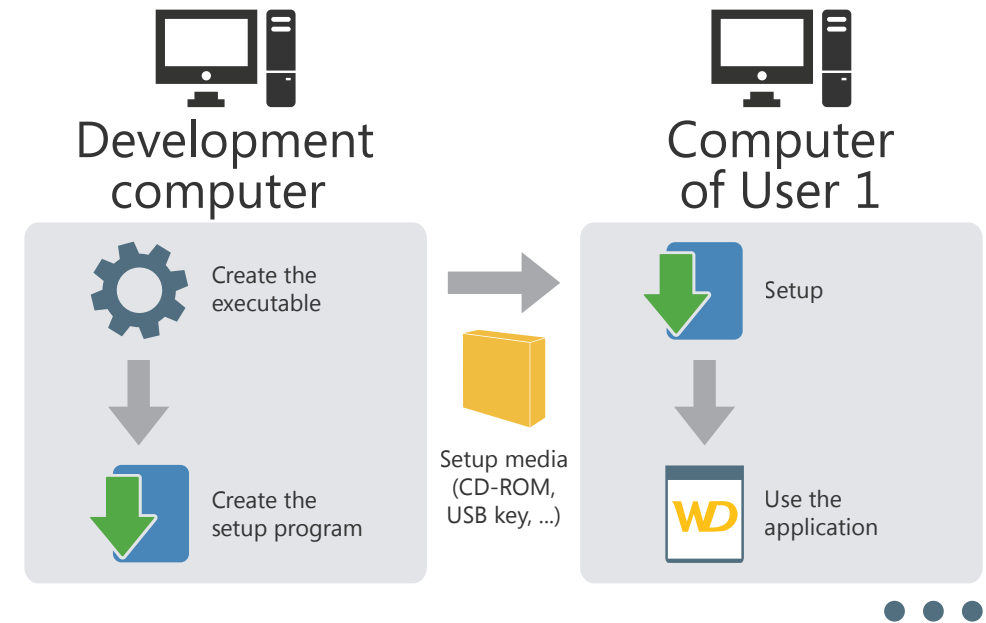 Development
computer
Computer
of User 1
Create the
executable
Create the
setup program
Setup media
(CD-ROM,
USB key, ...)
Setup
WD
Use the
application